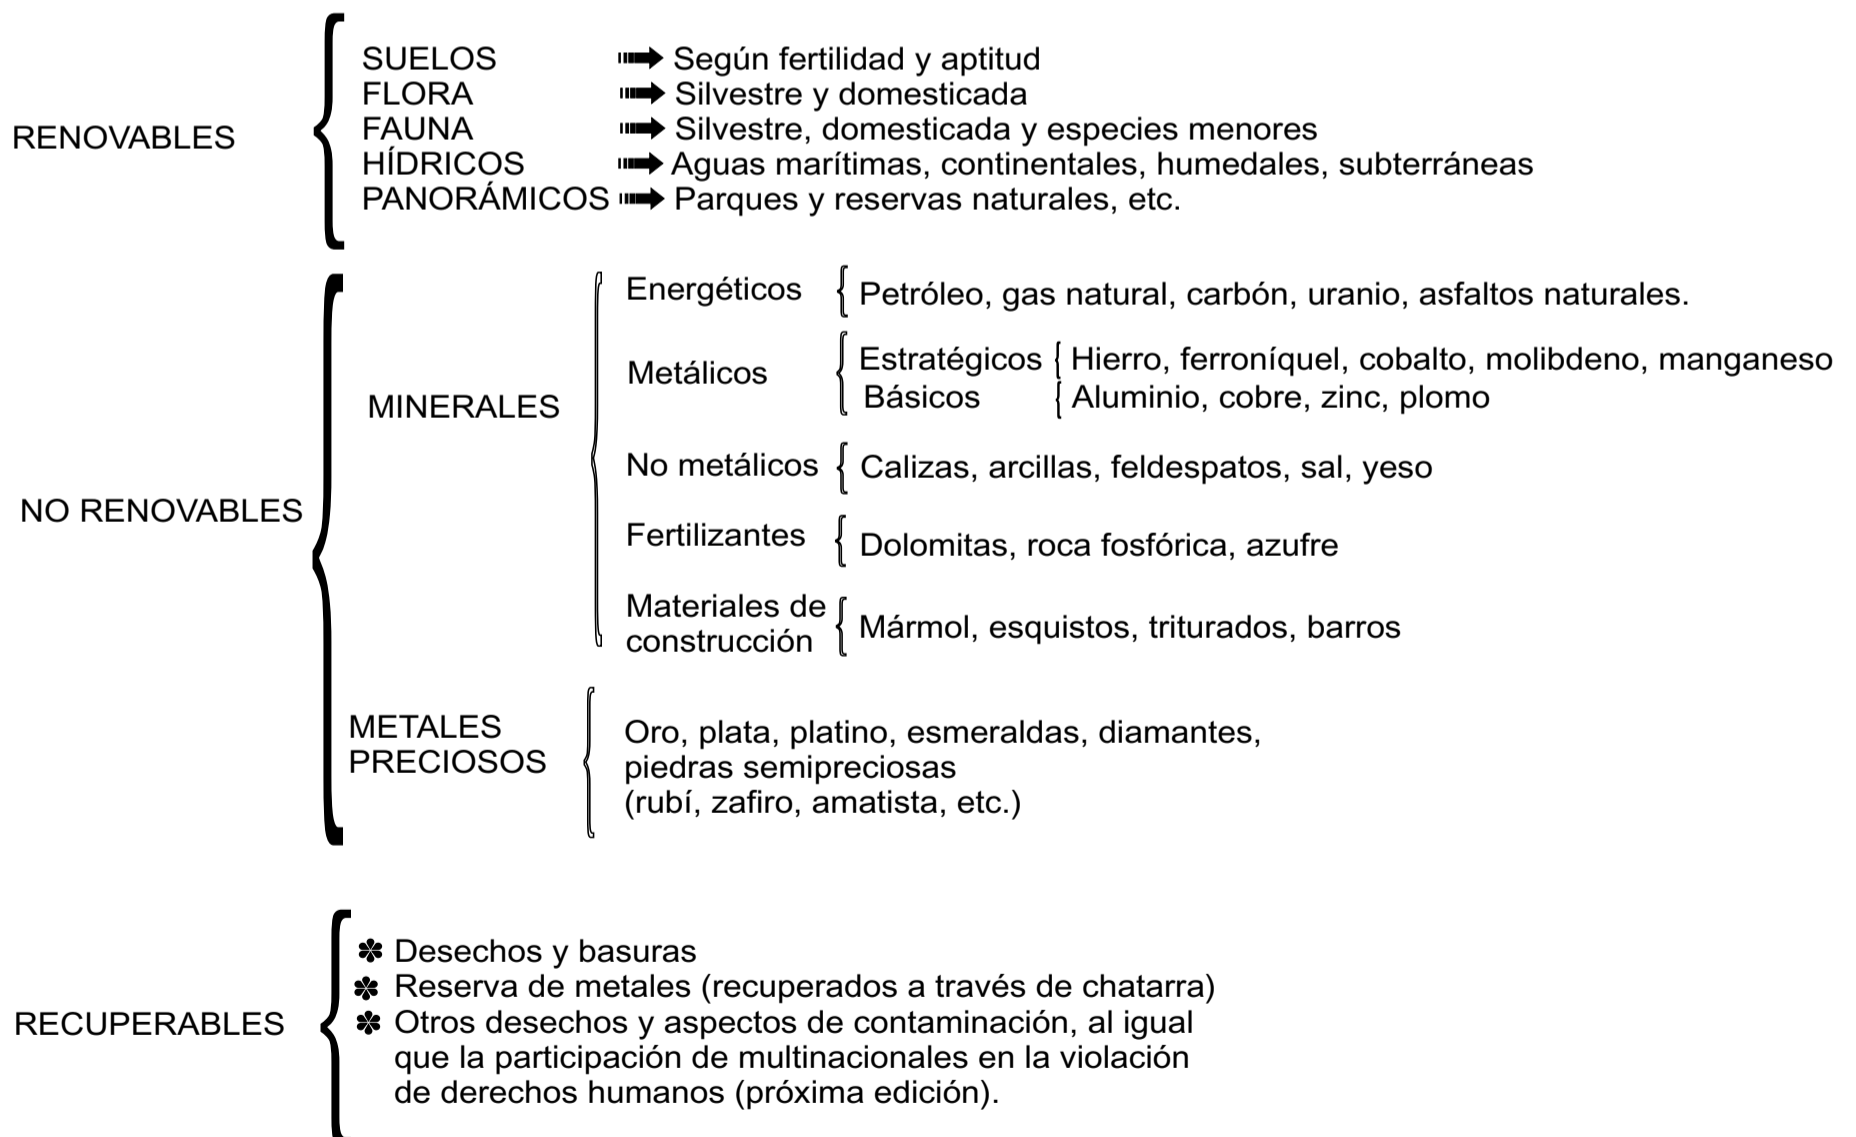 RENOVABLES
SUELOS Según fertilidad y aptitud
FLORA Silvestre y domesticada
FAUNA Silvestre, domesticada y especies menores
HÍDRICOS Aguas marítimas, continentales, humedales, subterráneas
PANORÁMICOS Parques y reservas naturales, etc.
NO RENOVABLES
MINERALES
Energéticos Petróleo, gas natural, carbón, uranio, asfaltos naturales.
Metálicos
Estratégicos Hierro, ferroníquel, cobalto, molibdeno, manganeso
Básicos Aluminio, cobre, zinc, plomo
No metálicos Calizas, arcillas, feldespatos, sal, yeso
Fertilizantes Dolomitas, roca fosfórica, azufre
Materiales de
construcción
Mármol, esquistos, triturados, barros
METALES
PRECIOSOS
Oro, plata, platino, esmeraldas, diamantes,
piedras semipreciosas
(rubí, zafiro, amatista, etc.)
RECUPERABLES
✽ Desechos y basuras
✽ Reserva de metales (recuperados a través de chatarra)
✽ Otros desechos y aspectos de contaminación, al igual
que la participación de multinacionales en la violación
de derechos humanos (próxima edición).